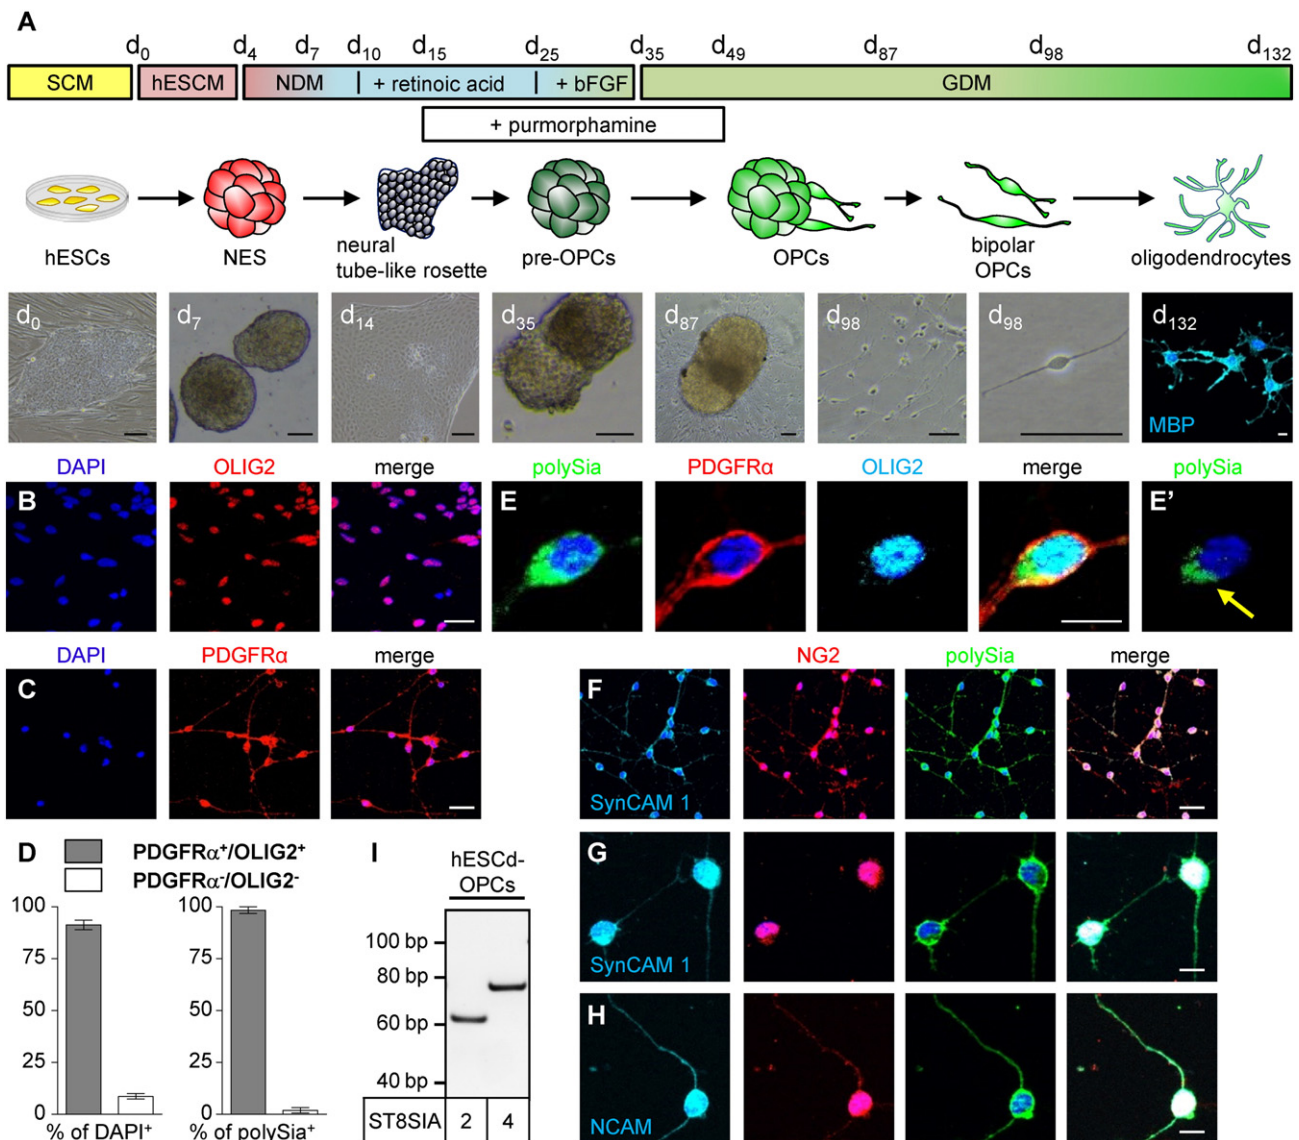 A
d0 d4 d7 d10 d15 d25 d35 d49 d87 d98 d132
SCM hESCM NDM + retinoic acid + bFGF GDM
+ purmorphamine
hESCs NES neural tube-like rosette pre-OPCs OPCs bipolar OPCs oligodendrocytes
d0 d7 d14 d35 d87 d98 d98 d132
MBP
DAPI OLIG2 merge polySia PDGFRα OLIG2 merge polySia
B E E’
DAPI PDGFRα merge NG2 polySia merge
C F
SynCAM 1
D PDGFRα+/OLIG2+
PDGFRα-/OLIG2-
100 75 50 25 0
% of DAPI+
100 75 50 25 0
% of polySia+
I hESCd-
OPCs
100 bp
80 bp
60 bp
40 bp
ST8SIA 2 4
G
SynCAM 1
H
NCAM